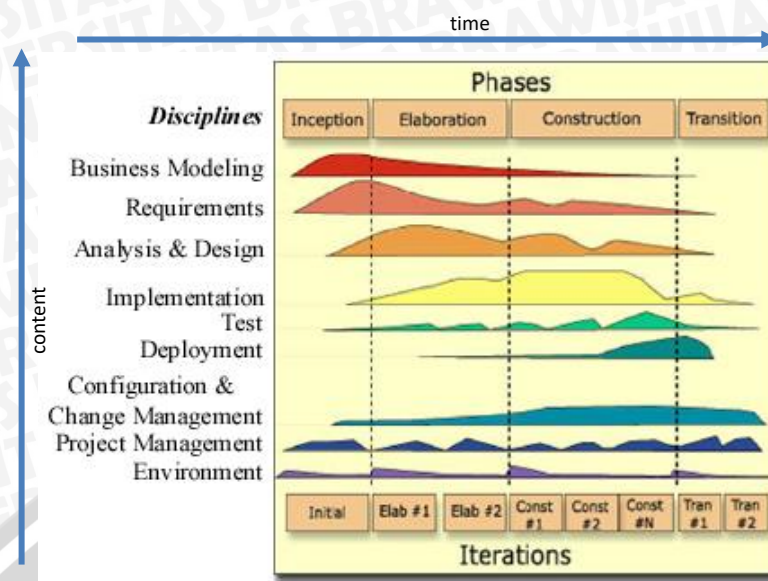 time
Phases
Disciplines
Inception
Elaboration
Construction
Transition
Business Modeling
Requirements
Analysis & Design
Implementation
Test
Deployment
Configuration &
Change Management
Project Management
Environment
content
Initial
Elab #1
Elab #2
Const
#1
Const
#2
Const
#N
Tran
#1
Tran
#2
Iterations